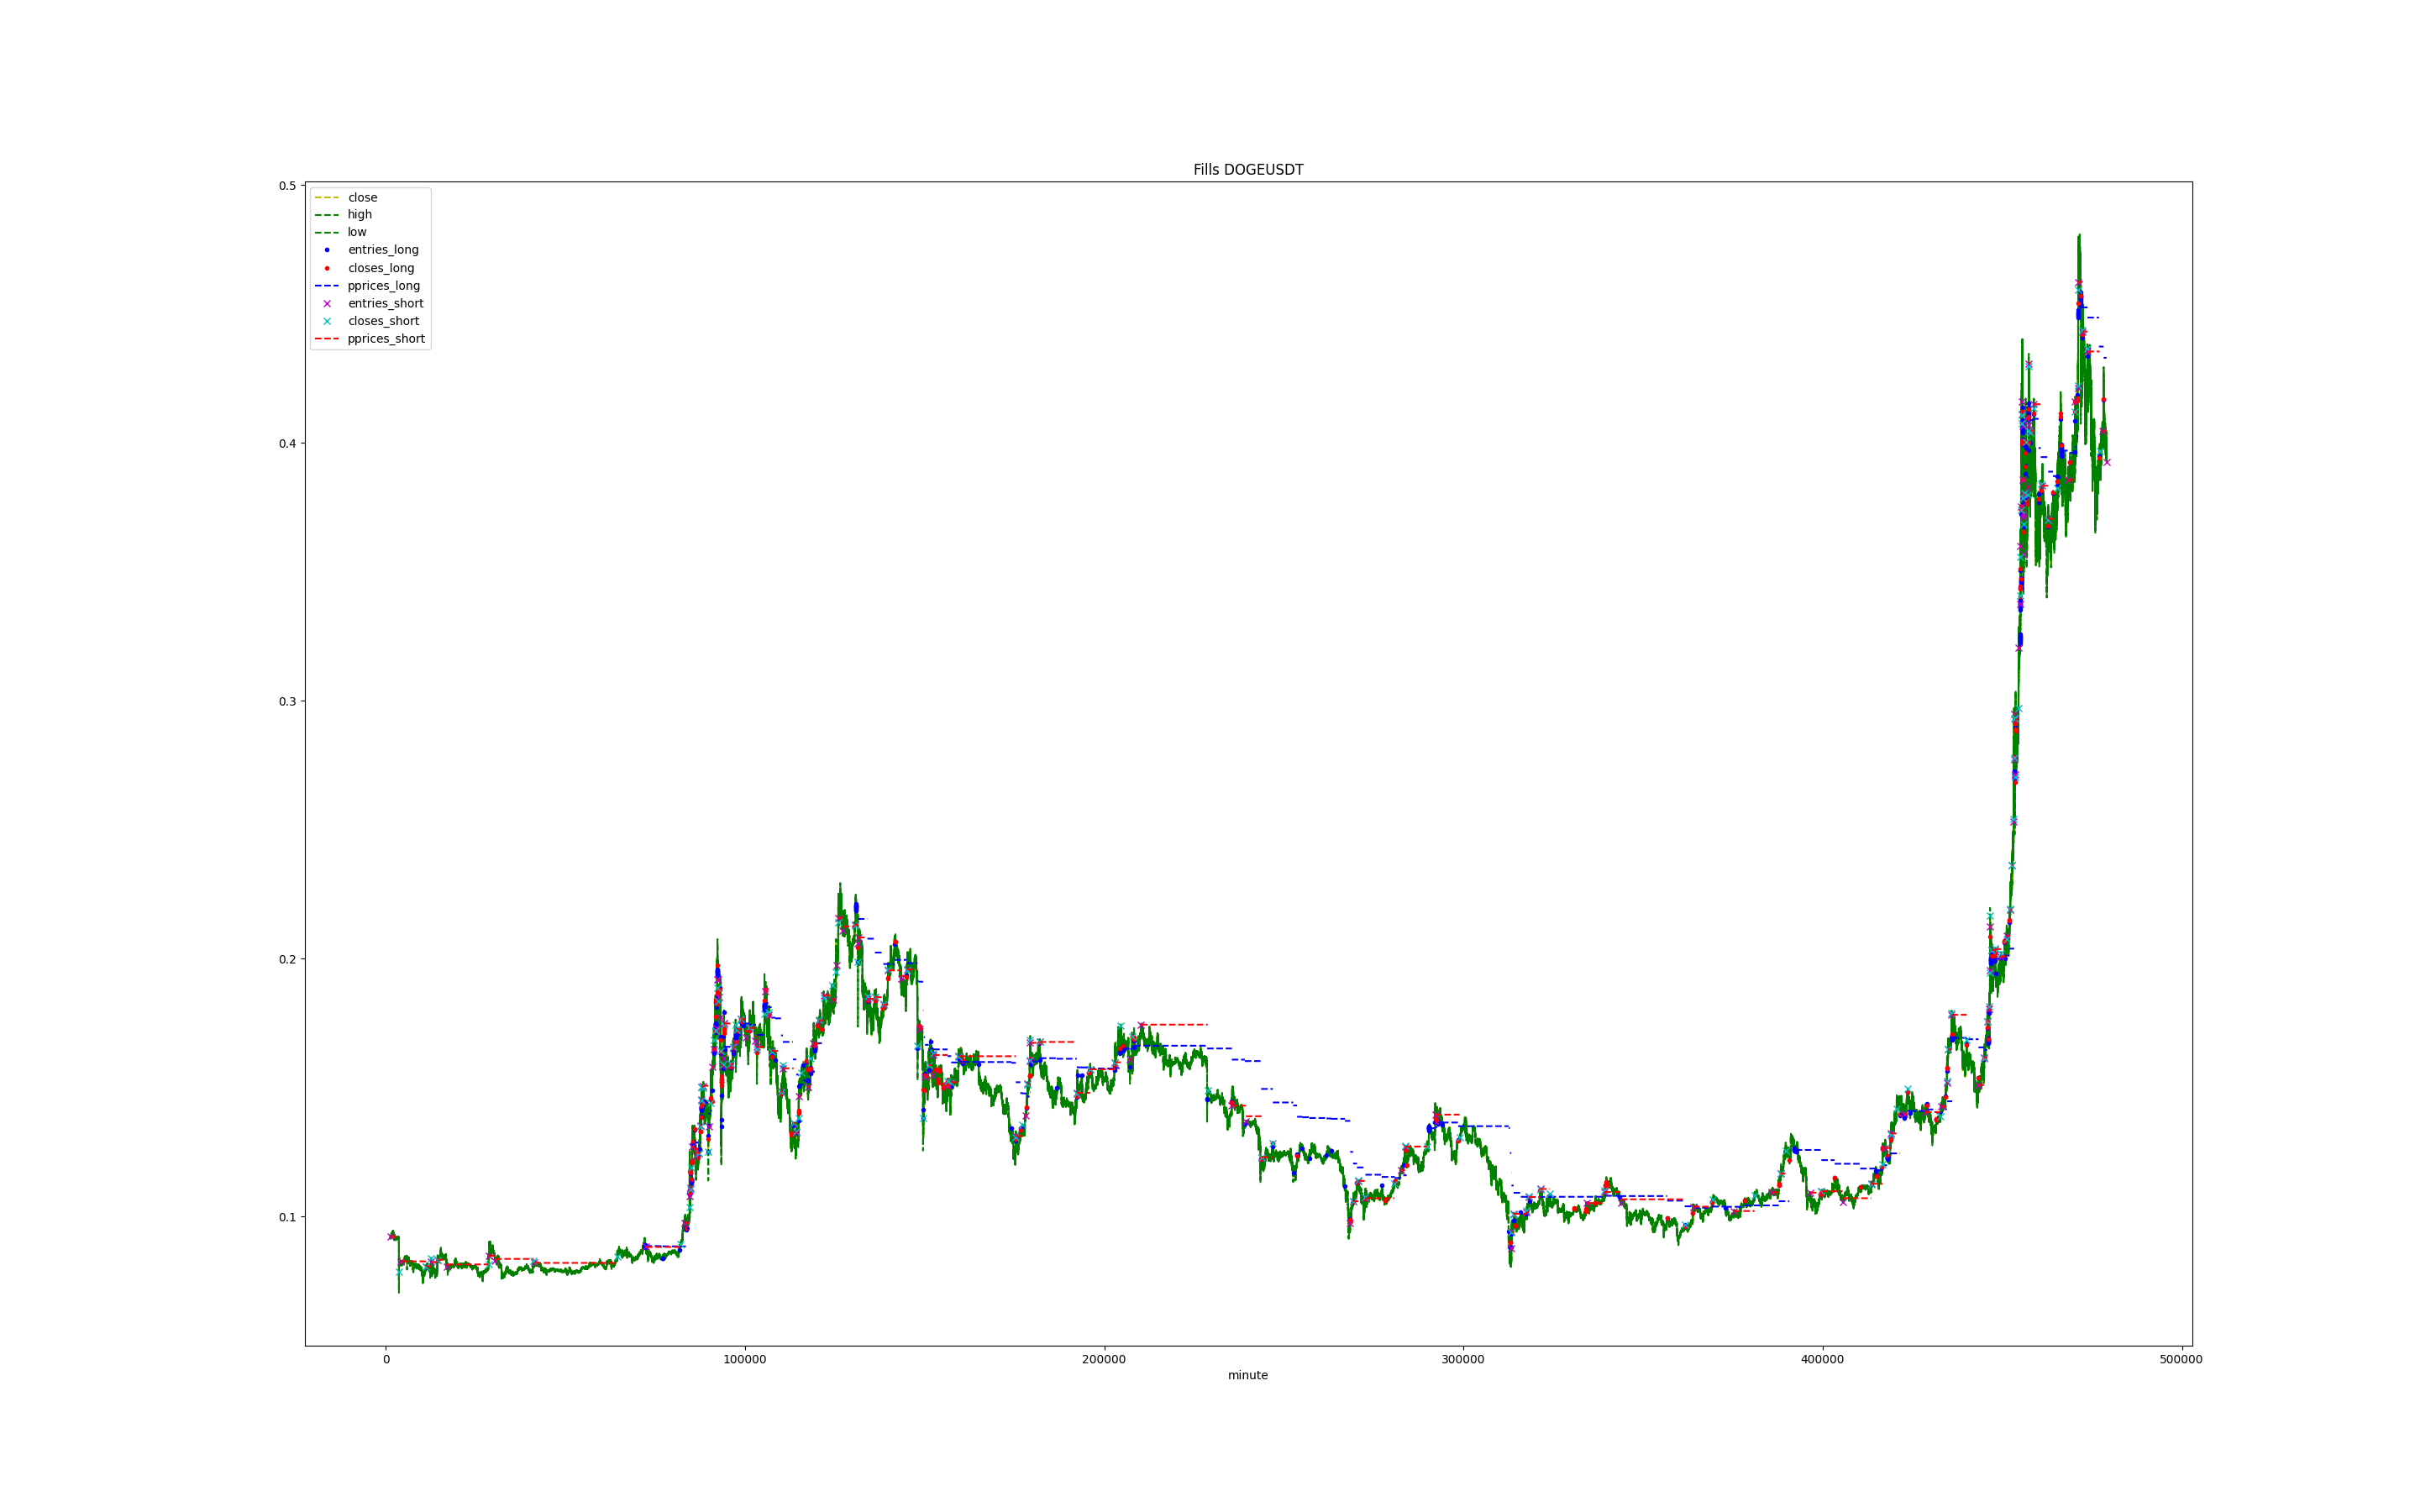 Fills DOGEUSDT
0.5
0.4
0.3
0.2
0.1
close
high
low
entries_long
closes_long
pprices_long
entries_short
closes_short
pprices_short
0
100000
200000
300000
400000
500000
minute